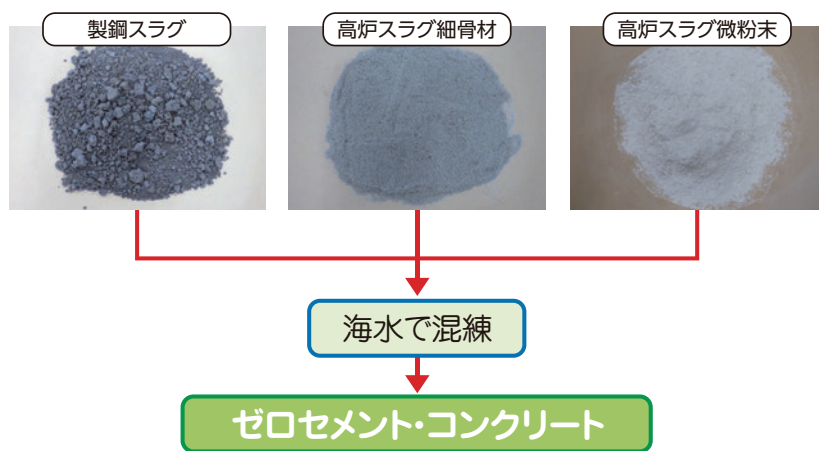 製鋼スラグ
高炉スラグ細骨材
高炉スラグ微粉末
海水で混練
ゼロセメント・コンクリート